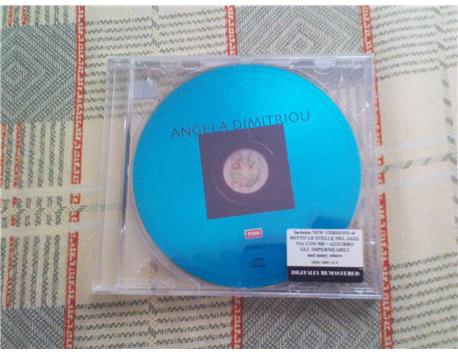 ANGELA DIMITRIOU
EMI
Includes NEW VERSIONS of
SOTTO LE STELLE DEL JAZZ
VIA CON ME • AZZURRO
GLI IMPERMEABILI
and many others
DIGITALLY REMASTERED